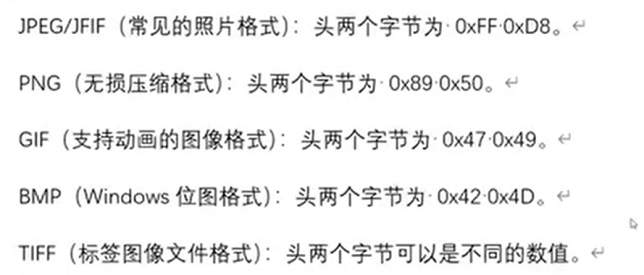 JPEG/JFIF（常见的照片格式）：头两个字节为 0xFF 0xD8。
PNG（无损压缩格式）：头两个字节为 0x89 0x50。
GIF（支持动画的图像格式）：头两个字节为 0x47 0x49。
BMP（Windows 位图格式）：头两个字节为 0x42 0x4D。
TIFF（标签图像文件格式）：头两个字节可以是不同的数值。